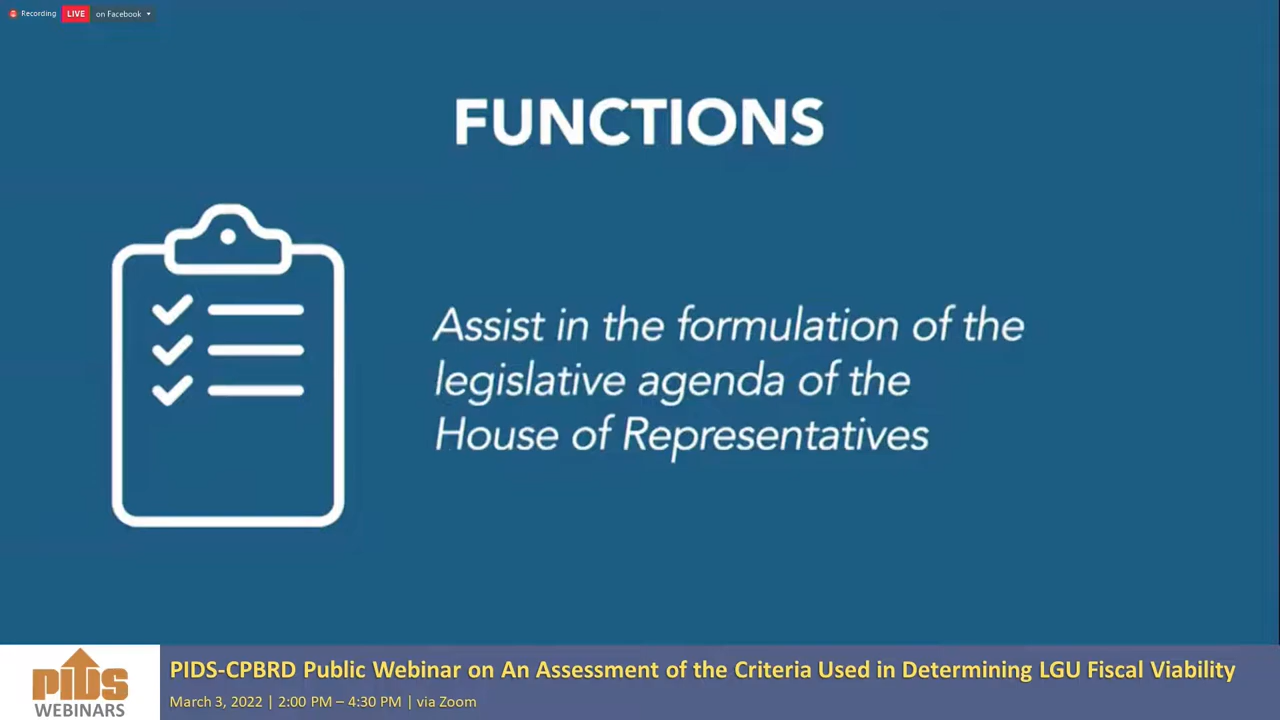 Recording LIVE on Facebook
FUNCTIONS
Assist in the formulation of the
legislative agenda of the
House of Representatives
PIDS
WEBINARS
PIDS-CPBRD Public Webinar on An Assessment of the Criteria Used in Determining LGU Fiscal Viability
March 3, 2022 | 2:00 PM – 4:30 PM | via Zoom